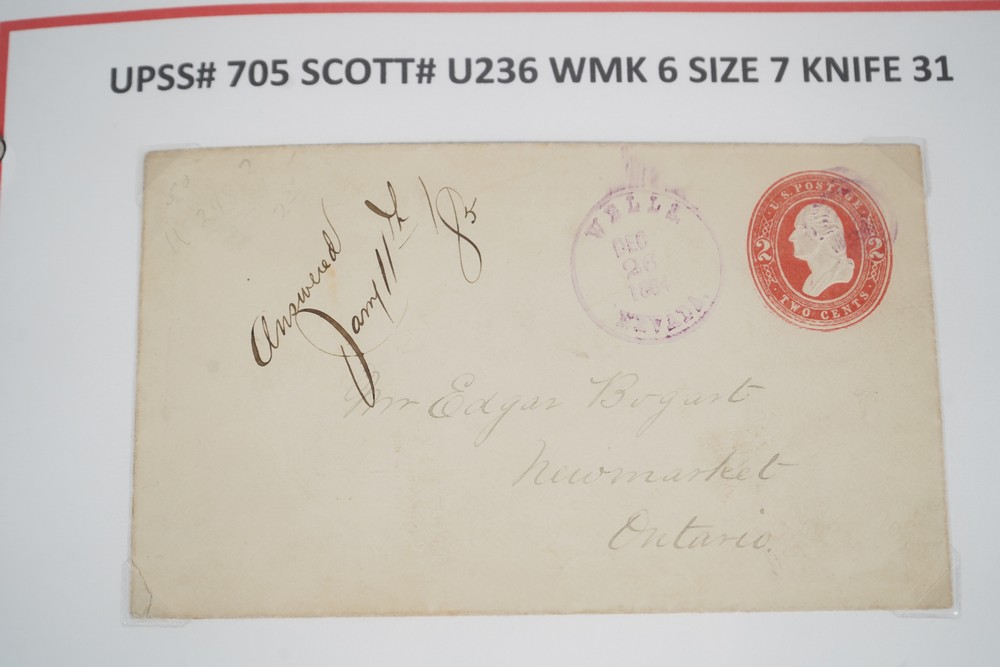 UPSS# 705 SCOTT# U236 WMK 6 SIZE 7 KNIFE 31
Answered
Jany 11th /85
WELLS,
DEC
26
NEVADA.
U.S. POSTAGE
2 2
TWO CENTS
Mr Edgar Bogart
Newmarket
Ontario.